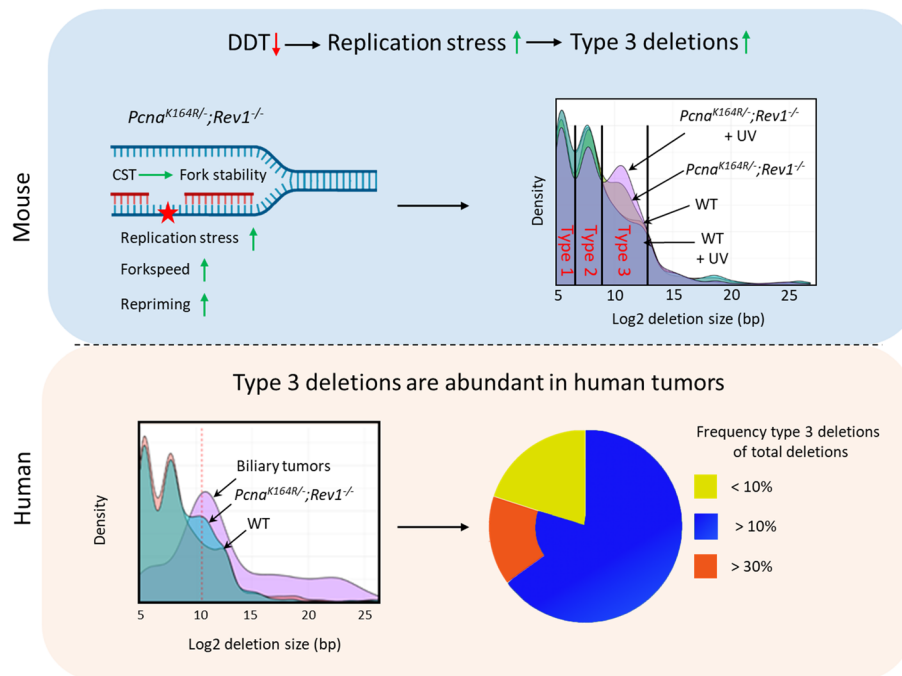 DDT↓ → Replication stress ↑ → Type 3 deletions ↑
Mouse
Pcna^K164R/-;Rev1^-/-
CST → Fork stability
Replication stress ↑
Forkspeed ↑
Repriming ↑
Density
Type 1
Type 2
Type 3
Pcna^K164R/-;Rev1^-/-
+ UV
Pcna^K164R/-;Rev1^-/-
WT
WT
+ UV
5 10 15 20 25
Log2 deletion size (bp)
Human
Type 3 deletions are abundant in human tumors
Density
Biliary tumors
Pcna^K164R/-;Rev1^-/-
WT
5 10 15 20 25
Log2 deletion size (bp)
Frequency type 3 deletions
of total deletions
< 10%
> 10%
> 30%